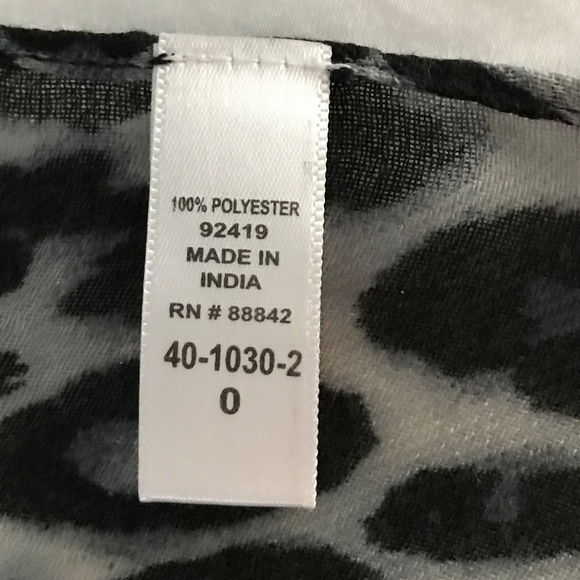 100% POLYESTER
92419
MADE IN
INDIA
RN # 88842
40-1030-2
0